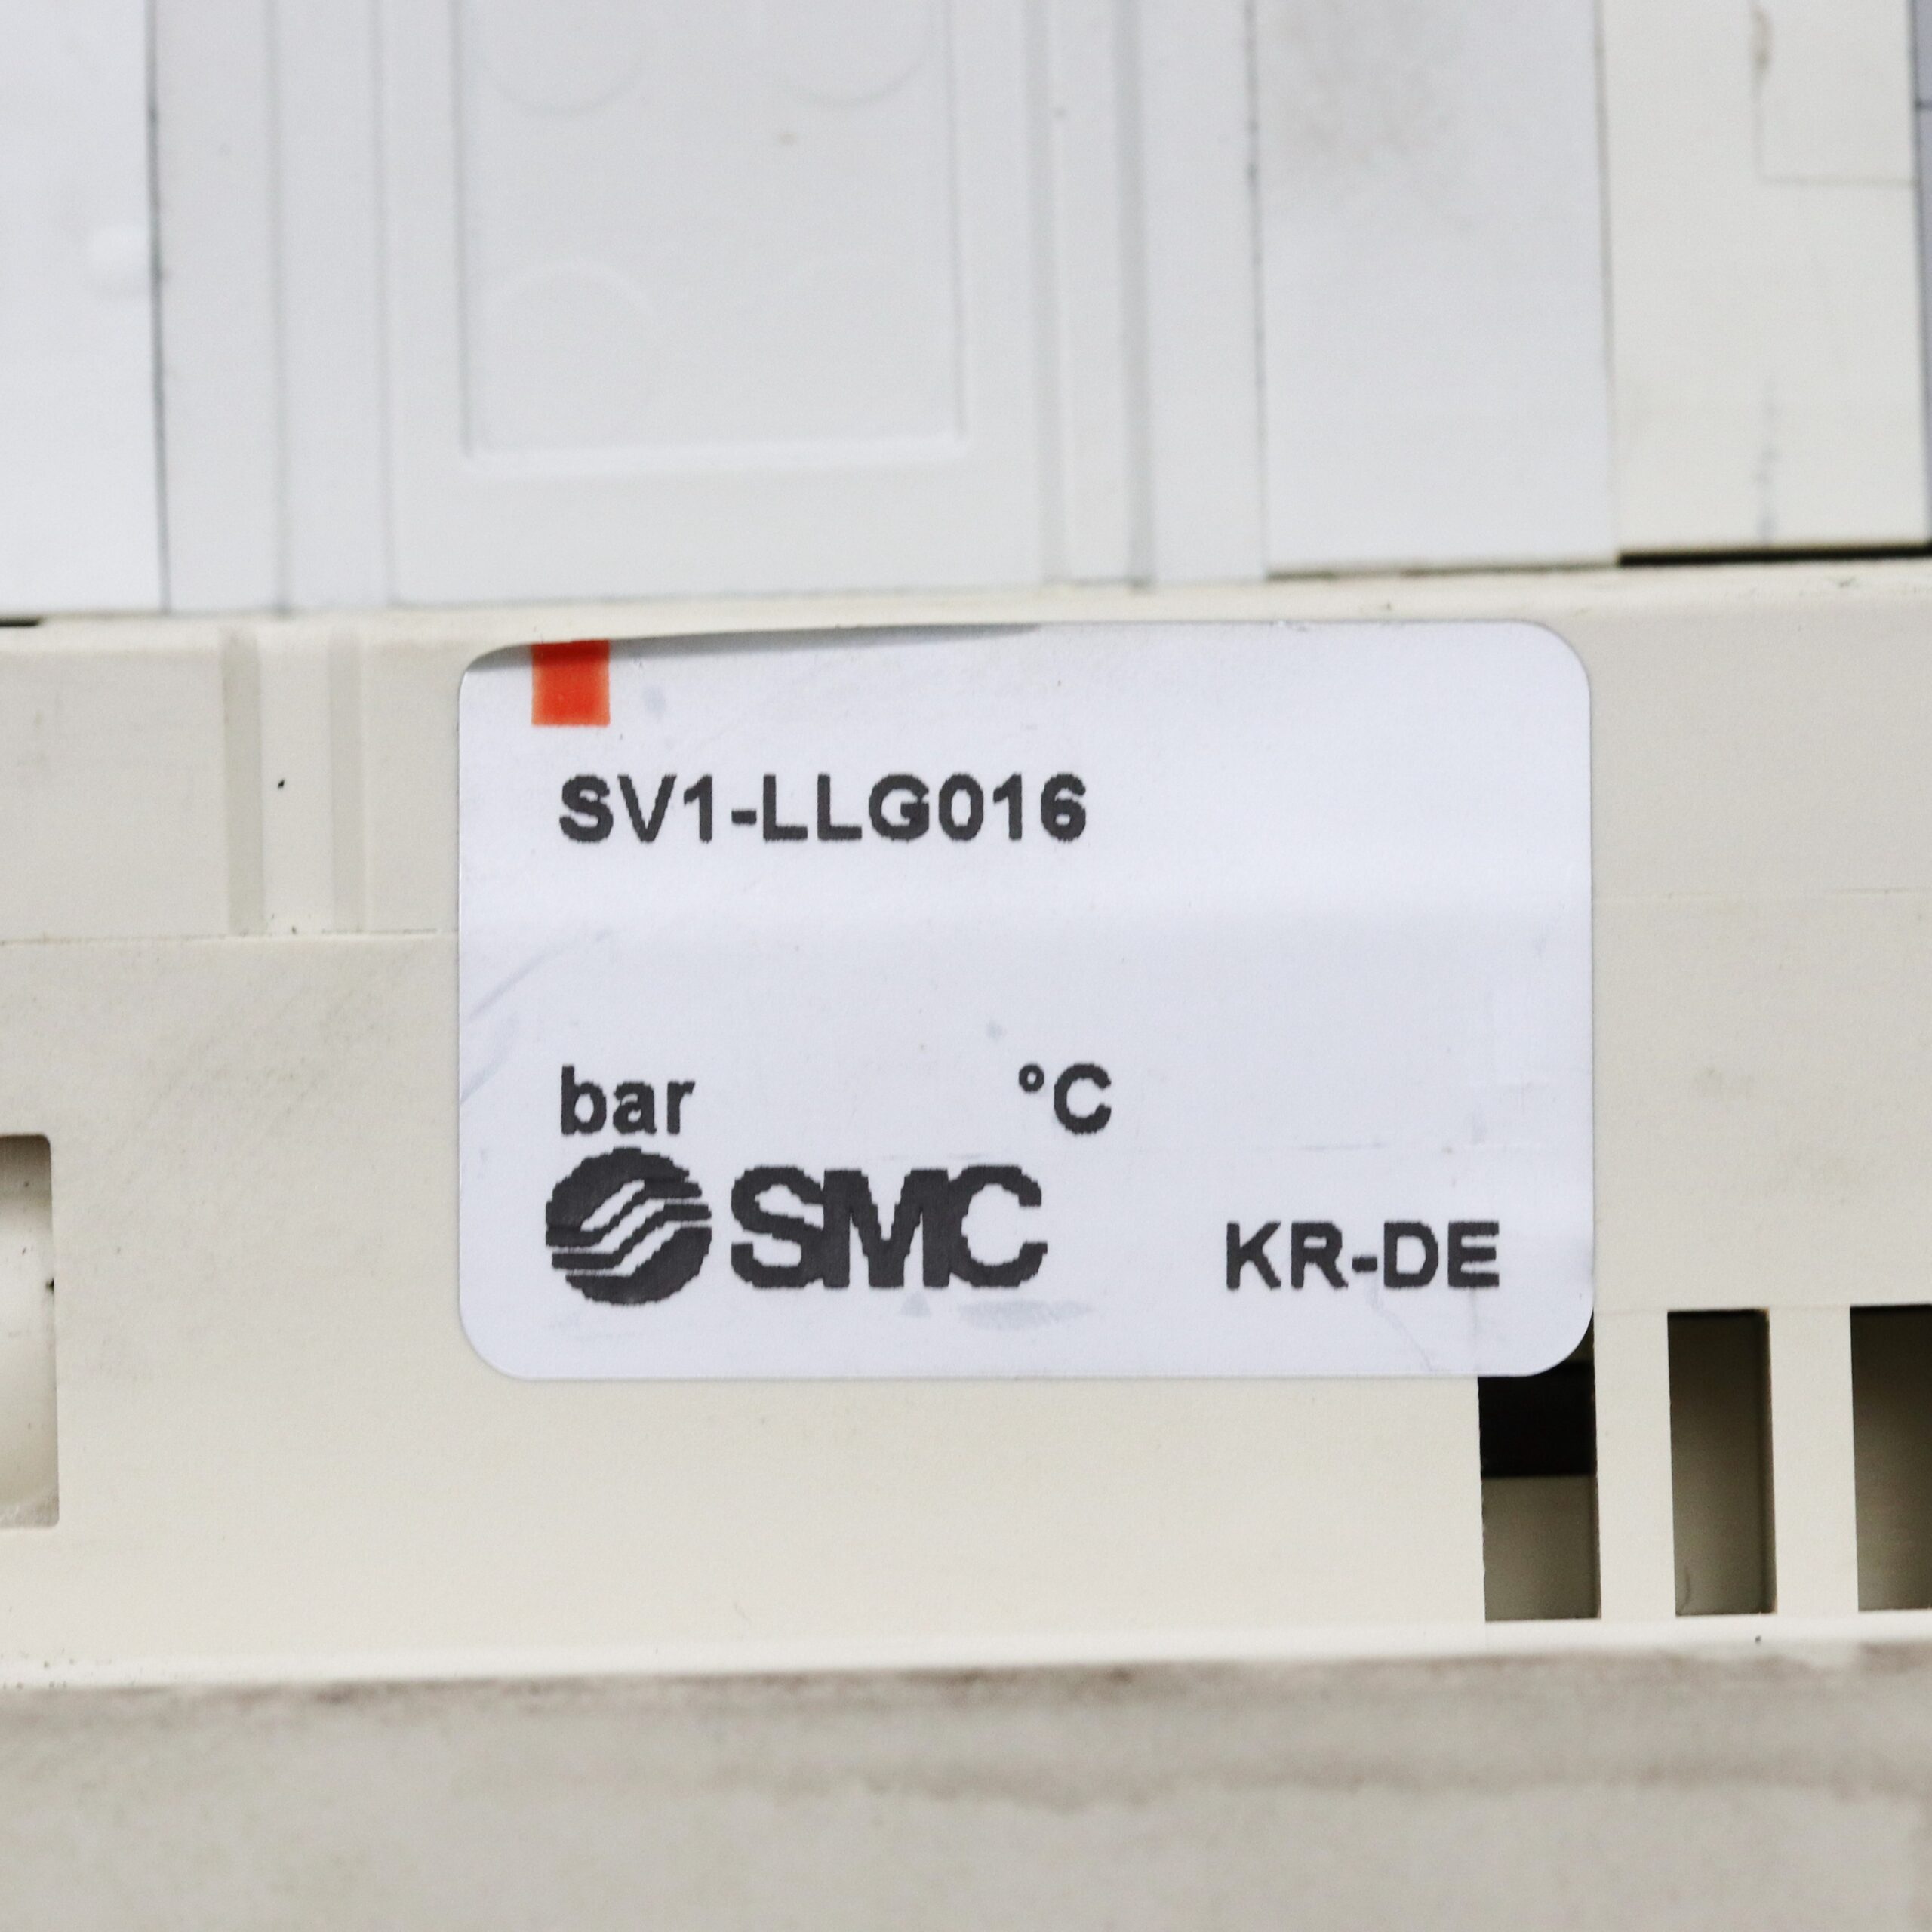 SV1-LLG016
bar °C
SMC KR-DE